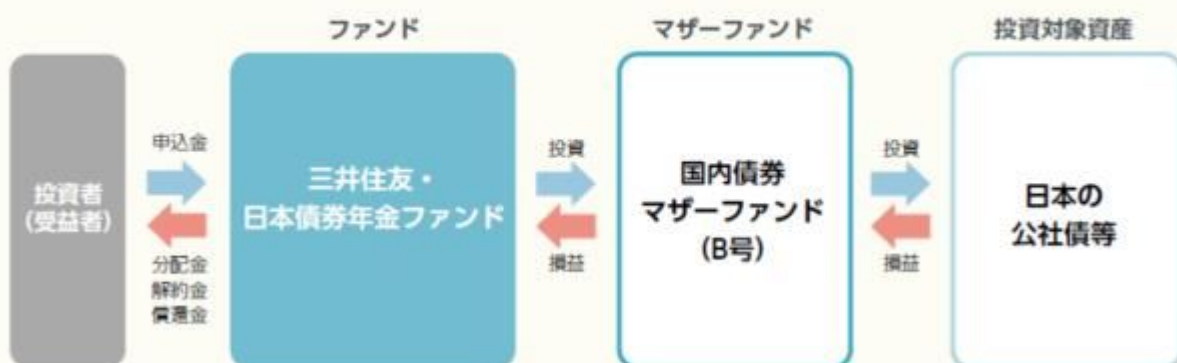 ファンド
マザーファンド
投資対象資産
投資者
(受益者)
申込金
分配金
解約金
償還金
三井住友・
日本債券年金ファンド
投資
損益
国内債券
マザーファンド
(B号)
投資
損益
日本の
公社債等